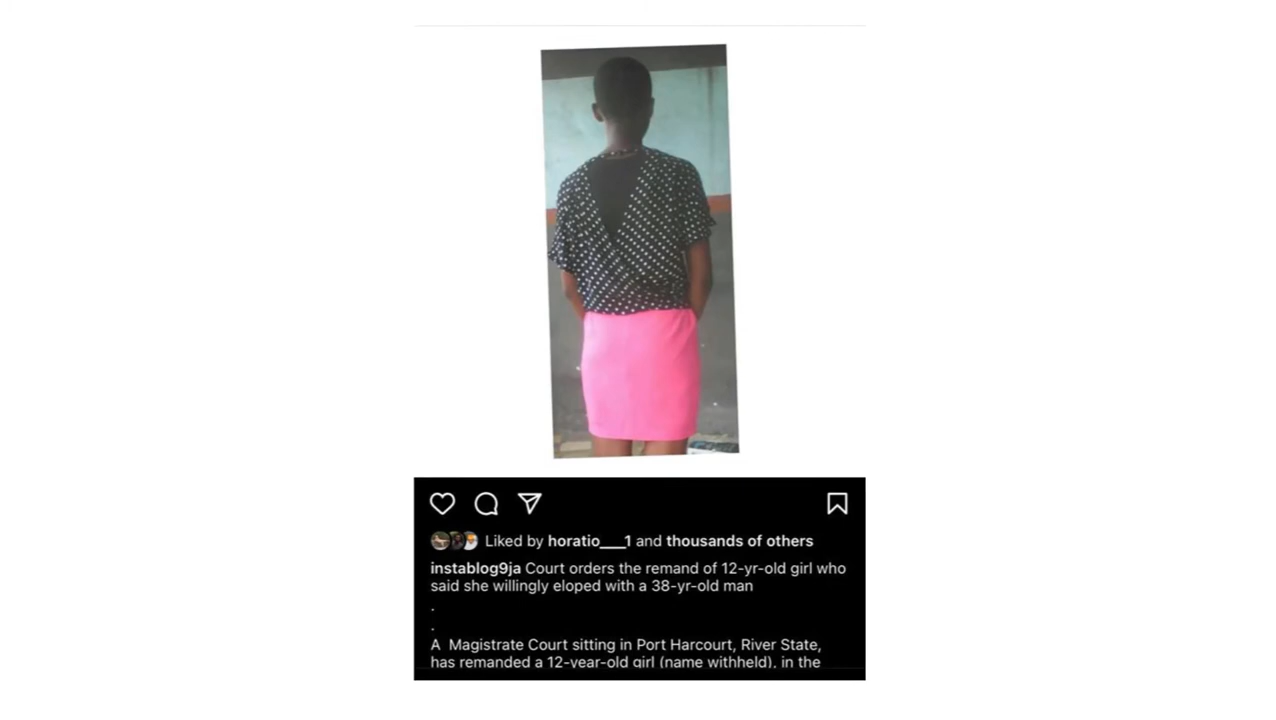 Liked by horatio___1 and thousands of others
instablog9ja Court orders the remand of 12-yr-old girl who
said she willingly eloped with a 38-yr-old man
.
.
A Magistrate Court sitting in Port Harcourt, River State,
has remanded a 12-year-old girl (name withheld), in the